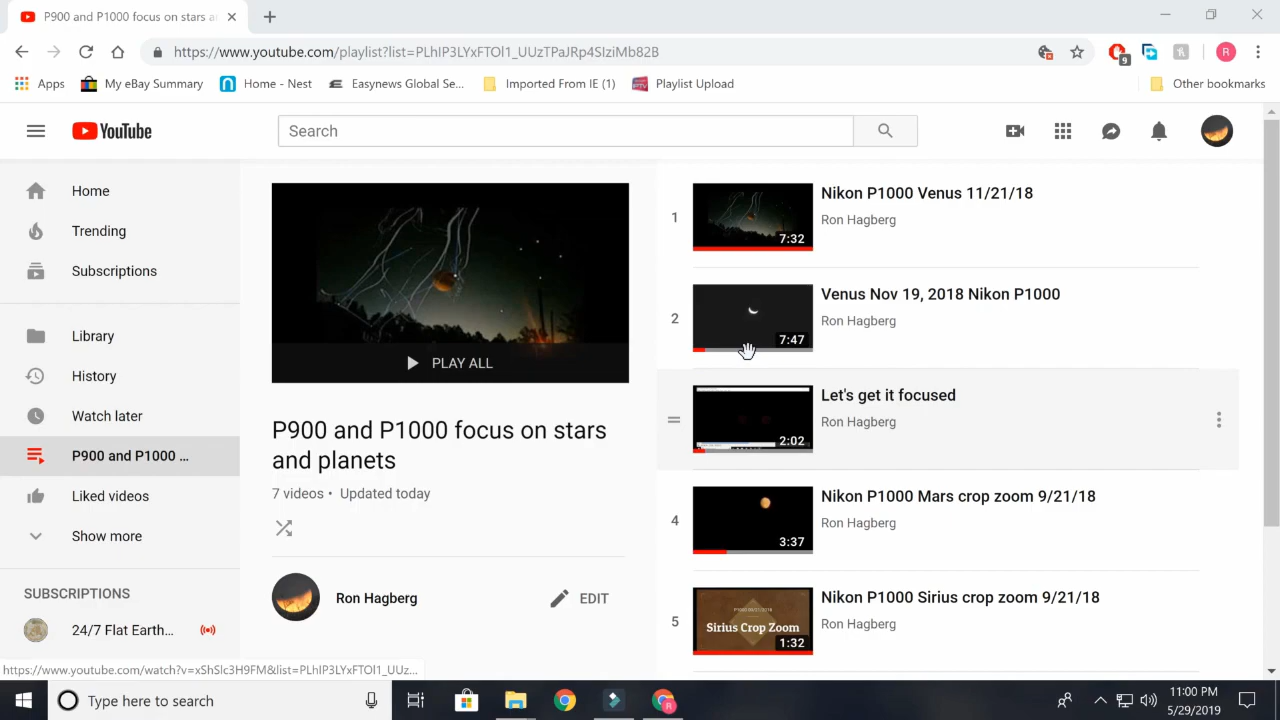 P900 and P1000 focus on stars a
https://www.youtube.com/playlist?list=PLhIP3LYxFTOl1_UUzTPaJRp4SIziMb82B
9
R
Apps
My eBay Summary
Home - Nest
Easynews Global Se...
Imported From IE (1)
Playlist Upload
Other bookmarks
YouTube
Search
Home
Trending
Subscriptions
Library
History
Watch later
P900 and P1000 ...
Liked videos
Show more
SUBSCRIPTIONS
24/7 Flat Earth...
PLAY ALL
P900 and P1000 focus on stars
and planets
7 videos • Updated today
Ron Hagberg
EDIT
1
7:32
Nikon P1000 Venus 11/21/18
Ron Hagberg
2
7:47
Venus Nov 19, 2018 Nikon P1000
Ron Hagberg
2:02
Let's get it focused
Ron Hagberg
4
3:37
Nikon P1000 Mars crop zoom 9/21/18
Ron Hagberg
5
Sirius Crop Zoom
1:32
Nikon P1000 Sirius crop zoom 9/21/18
Ron Hagberg
https://www.youtube.com/watch?v=xShSlc3H9FM&list=PLhIP3LYxFTOl1_UUz...
Type here to search
R
11:00 PM
5/29/2019